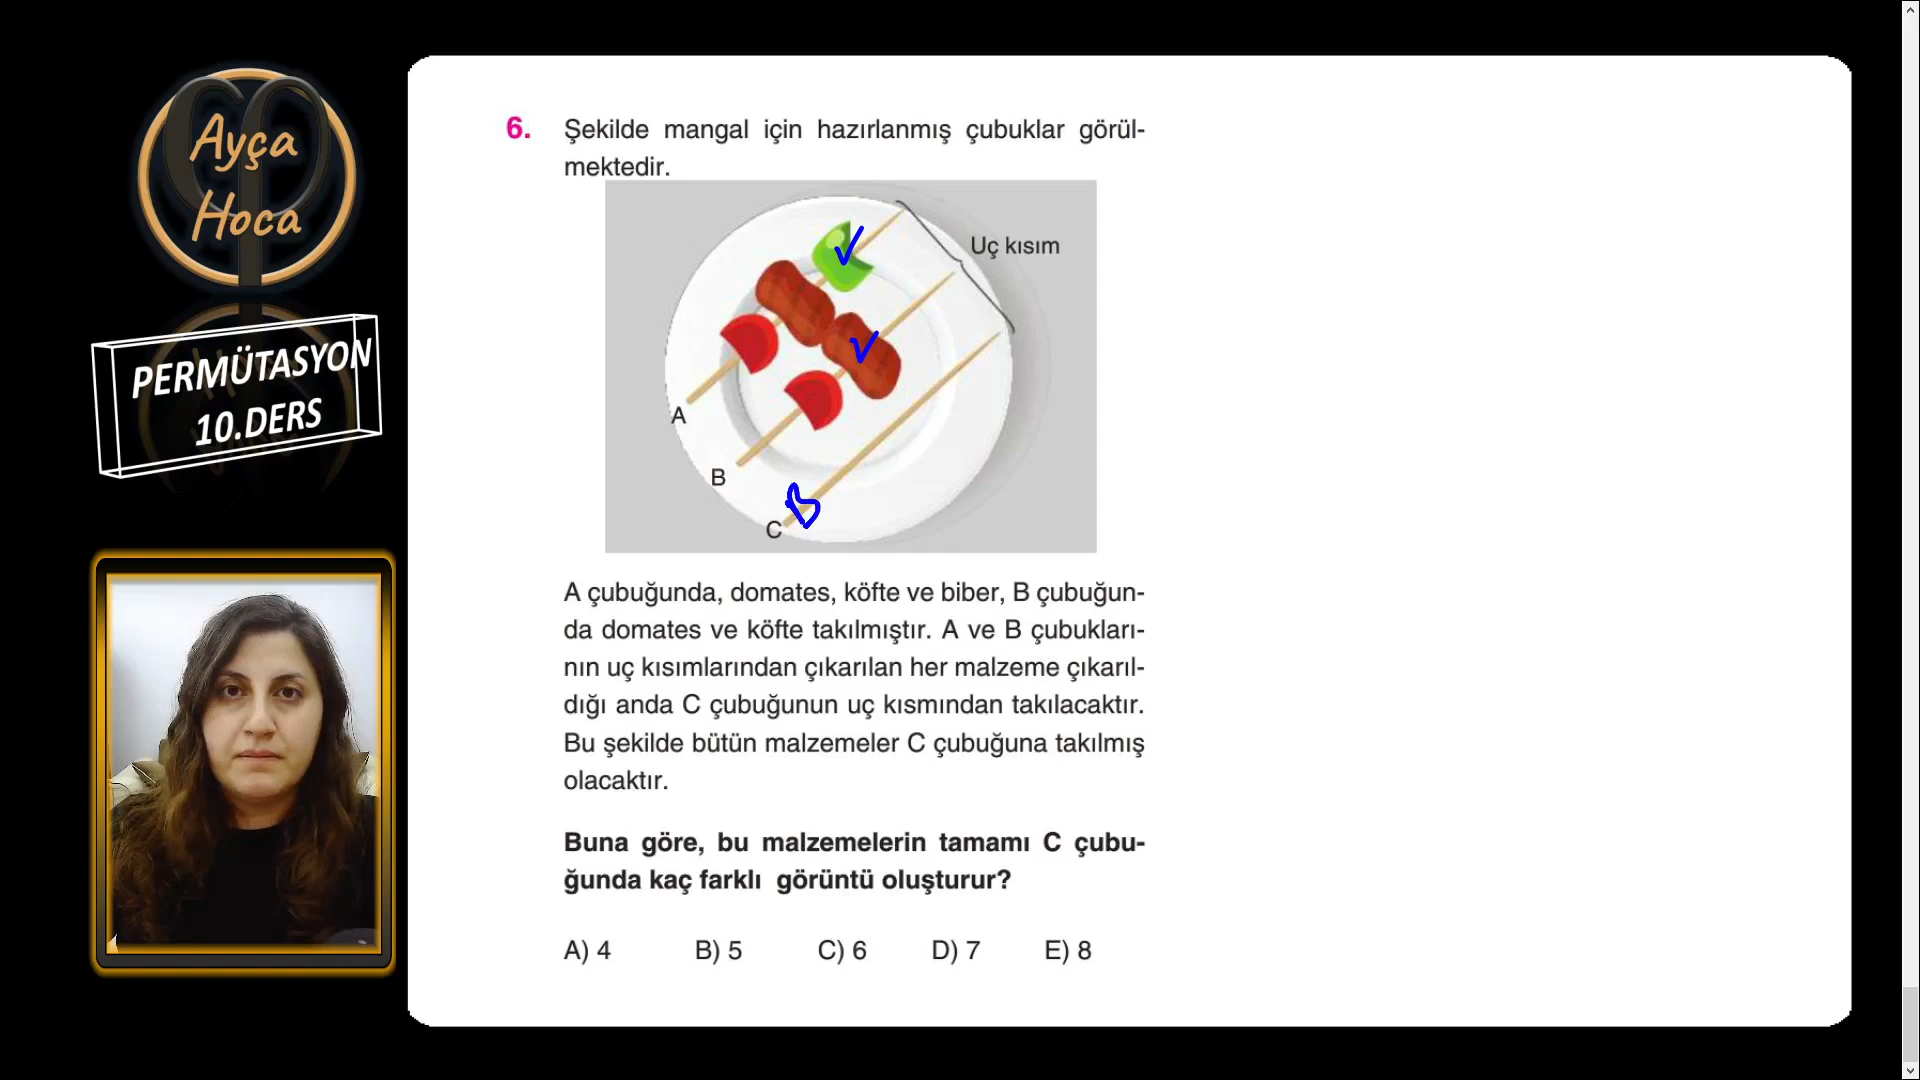 Ayça
Hoca
PERMÜTASYON
10.DERS
6. Şekilde mangal için hazırlanmış çubuklar görül-
mektedir.
Uç kısım
A
B
C
A çubuğunda, domates, köfte ve biber, B çubuğun-
da domates ve köfte takılmıştır. A ve B çubukları-
nın uç kısımlarından çıkarılan her malzeme çıkarıl-
dığı anda C çubuğunun uç kısmından takılacaktır.
Bu şekilde bütün malzemeler C çubuğuna takılmış
olacaktır.
Buna göre, bu malzemelerin tamamı C çubu-
ğunda kaç farklı görüntü oluşturur?
A) 4 B) 5 C) 6 D) 7 E) 8